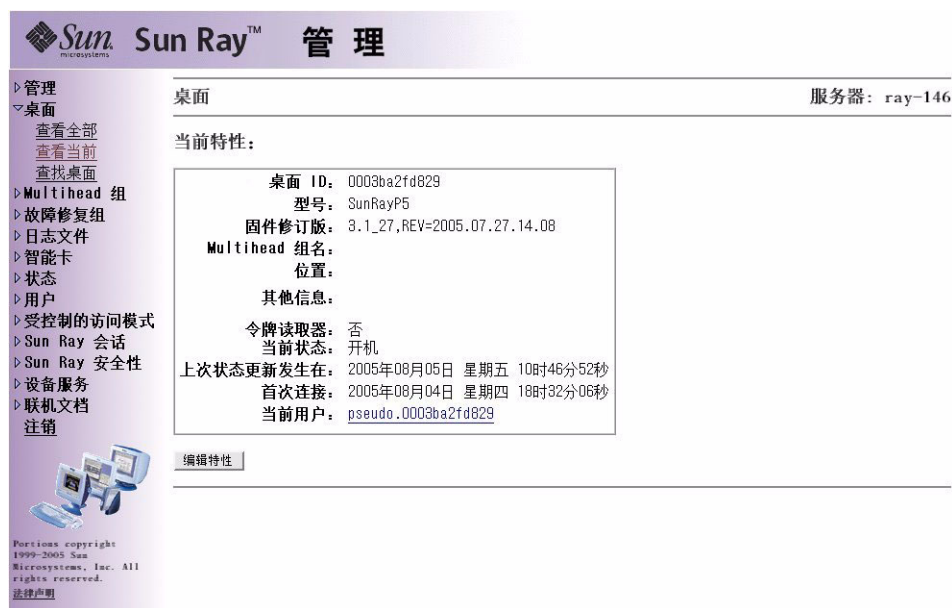 Sun microsystems Sun Ray™ 管 理
▷管理
▽桌面
查看全部
查看当前
查找桌面
▷Multihead 组
▷故障修复组
▷日志文件
▷智能卡
▷状态
▷用户
▷受控制的访问模式
▷Sun Ray 会话
▷Sun Ray 安全性
▷设备服务
▷联机文档
注销
Portions copyright
1999-2005 Sun
Microsystems, Inc. All
rights reserved.
法律声明
桌面 服务器: ray-146
当前特性:
桌面 ID: 0003ba2fd829
型号: SunRayP5
固件修订版: 3.1_27,REV=2005.07.27.14.08
Multihead 组名:
位置:
其他信息:
令牌读取器: 否
当前状态: 开机
上次状态更新发生在: 2005年08月05日 星期五 10时46分52秒
首次连接: 2005年08月04日 星期四 18时32分06秒
当前用户: pseudo.0003ba2fd829
编辑特性